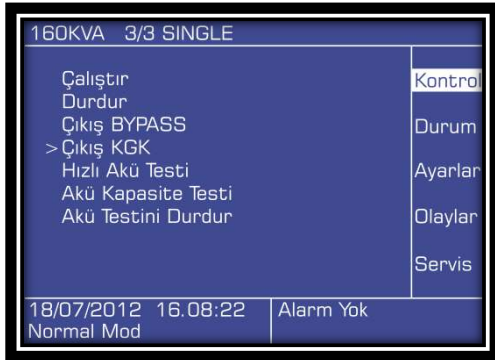 160KVA 3/3 SINGLE
Çalıştır
Durdur
Çıkış BYPASS
>Çıkış KGK
Hızlı Akü Testi
Akü Kapasite Testi
Akü Testini Durdur
Kontrol
Durum
Ayarlar
Olaylar
Servis
18/07/2012 16.08:22
Normal Mod
Alarm Yok